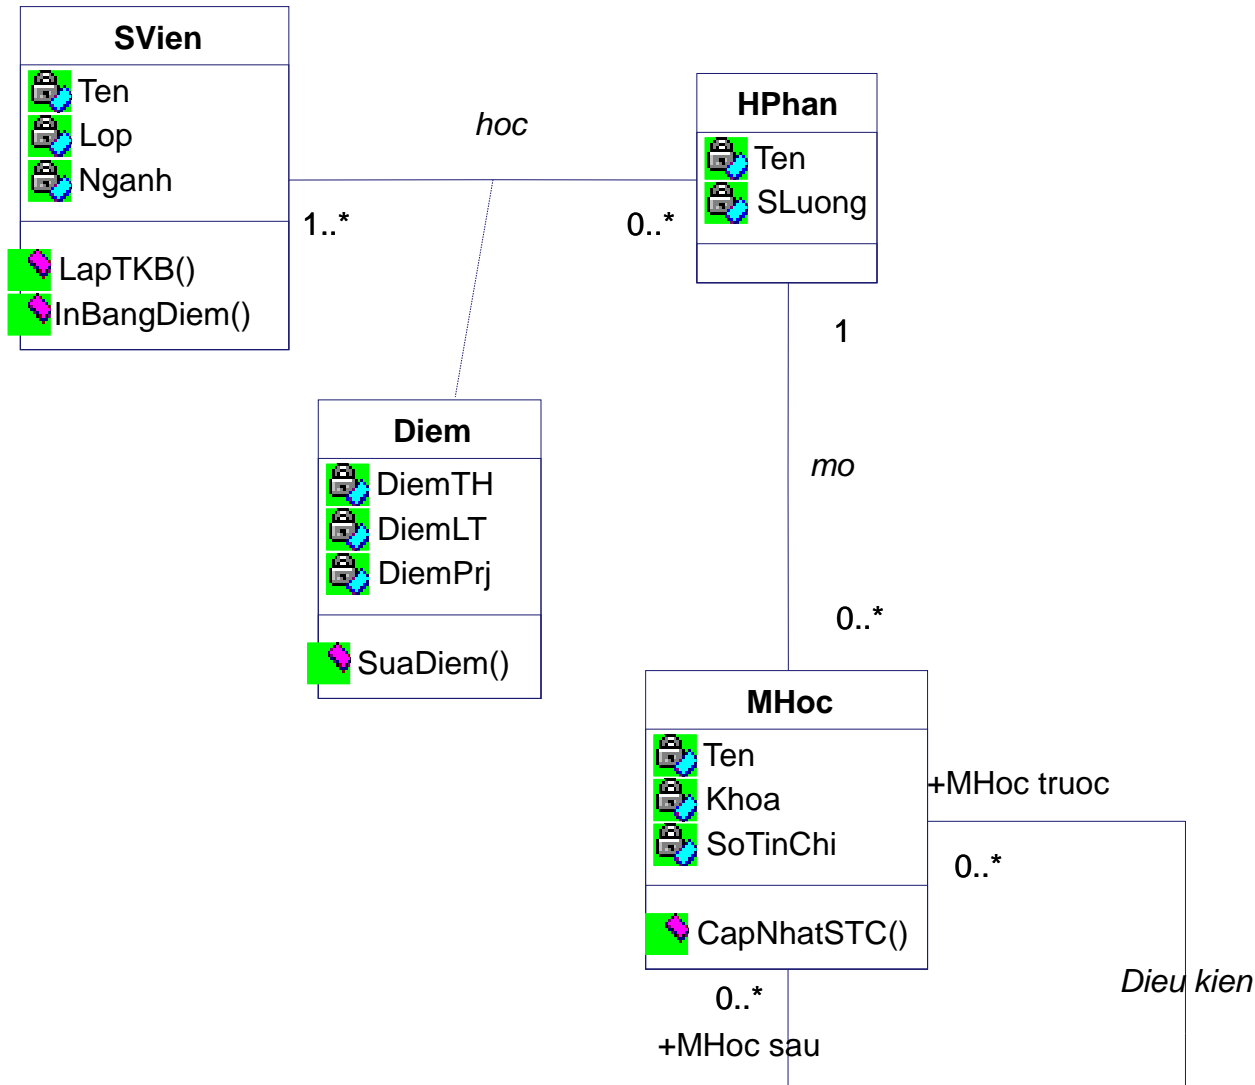 SVien
Ten
Lop
Nganh
LapTKB()
InBangDiem()
hoc
1..*
0..*
HPhan
Ten
SLuong
1
mo
0..*
Diem
DiemTH
DiemLT
DiemPrj
SuaDiem()
MHoc
Ten
Khoa
SoTinChi
CapNhatSTC()
+MHoc truoc
0..*
Dieu kien
0..*
+MHoc sau